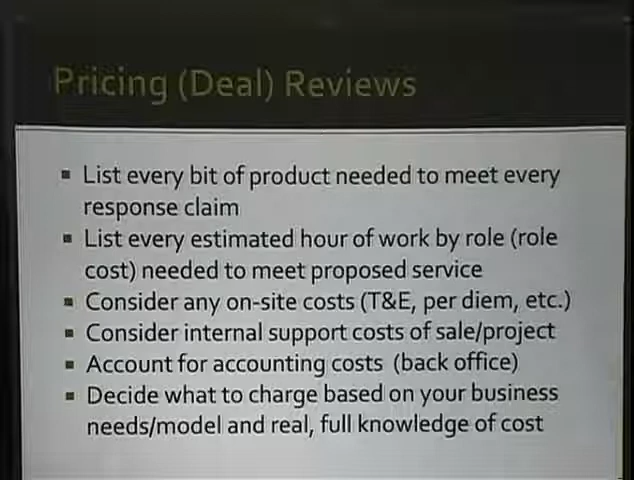 Pricing (Deal) Reviews
▪ List every bit of product needed to meet every
response claim
▪ List every estimated hour of work by role (role
cost) needed to meet proposed service
▪ Consider any on-site costs (T&E, per diem, etc.)
▪ Consider internal support costs of sale/project
▪ Account for accounting costs (back office)
▪ Decide what to charge based on your business
needs/model and real, full knowledge of cost